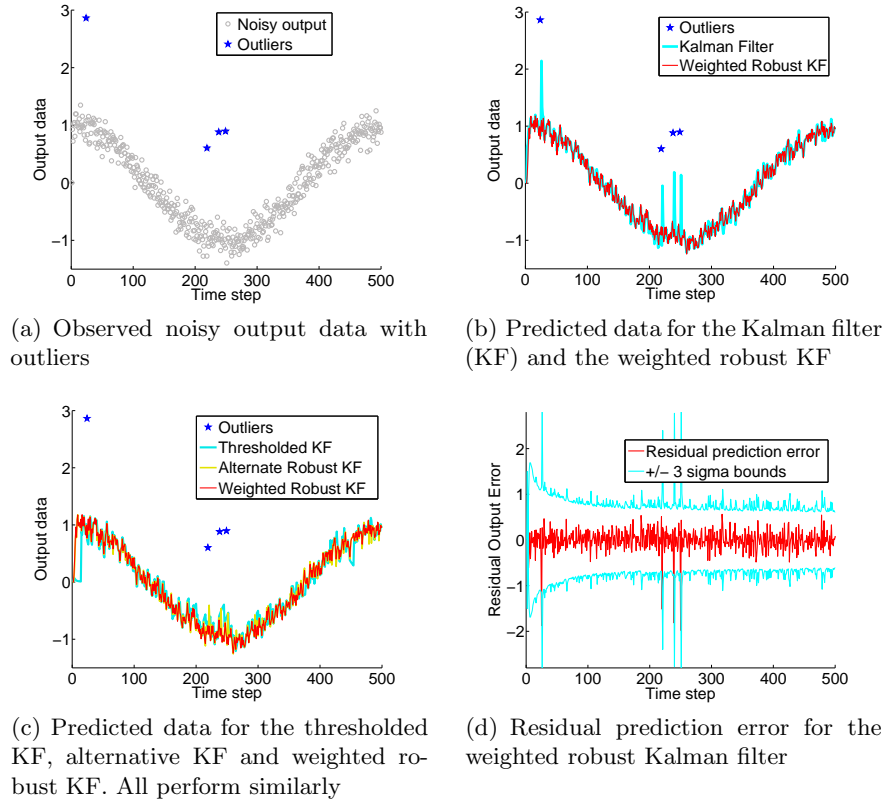 Noisy output
Outliers
Output data
3
2
1
0
−1
0
100
200
300
400
500
Time step
(a) Observed noisy output data with
outliers
Outliers
Kalman Filter
Weighted Robust KF
Output data
3
2
1
0
−1
0
100
200
300
400
500
Time step
(b) Predicted data for the Kalman filter
(KF) and the weighted robust KF
Outliers
Thresholded KF
Alternate Robust KF
Weighted Robust KF
Output data
3
2
1
0
−1
0
100
200
300
400
500
Time step
(c) Predicted data for the thresholded
KF, alternative KF and weighted ro-
bust KF. All perform similarly
Residual prediction error
+/− 3 sigma bounds
Residual Output Error
2
1
0
−1
−2
0
100
200
300
400
500
Time step
(d) Residual prediction error for the
weighted robust Kalman filter